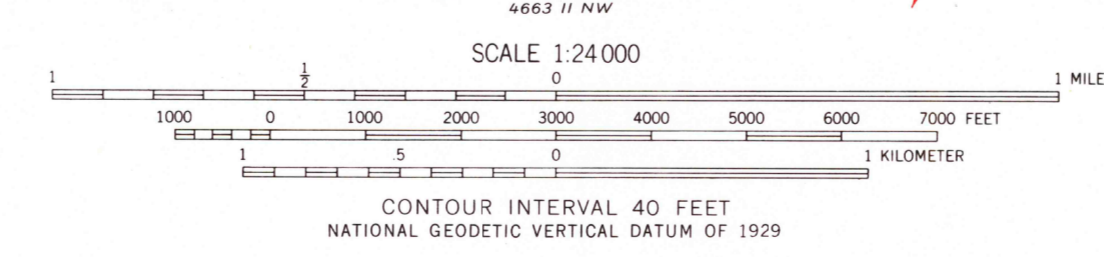 4663 II NW
SCALE 1:24 000
1 1/2 0 1 MILE
1000 0 1000 2000 3000 4000 5000 6000 7000 FEET
1 .5 0 1 KILOMETER
CONTOUR INTERVAL 40 FEET
NATIONAL GEODETIC VERTICAL DATUM OF 1929